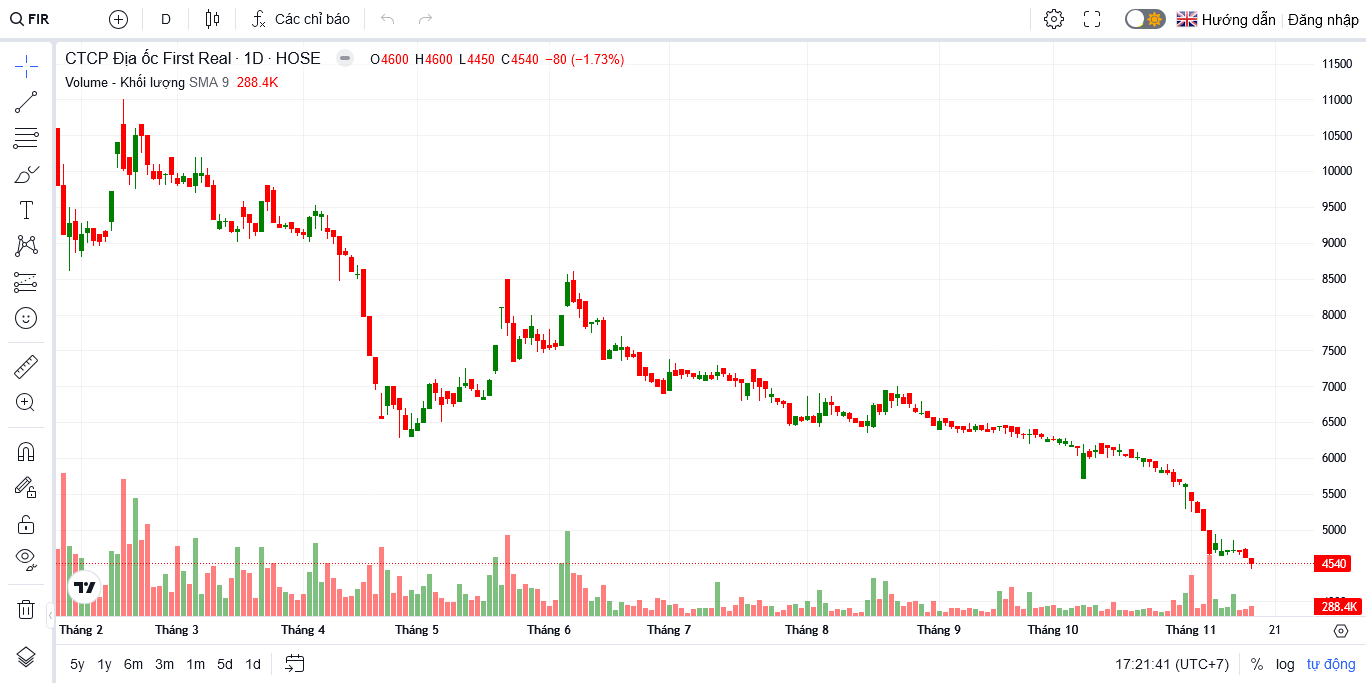 FIR D Các chỉ báo Hướng dẫn Đăng nhập
CTCP Địa ốc First Real · 1D · HOSE O4600 H4600 L4450 C4540 −80 (−1.73%)
Volume - Khối lượng SMA 9 288.4K
11500
11000
10500
10000
9500
9000
8500
8000
7500
7000
6500
6000
5500
5000
4540
288.4K
Tháng 2 Tháng 3 Tháng 4 Tháng 5 Tháng 6 Tháng 7 Tháng 8 Tháng 9 Tháng 10 Tháng 11 21
5y 1y 6m 3m 1m 5d 1d 17:21:41 (UTC+7) % log tự động